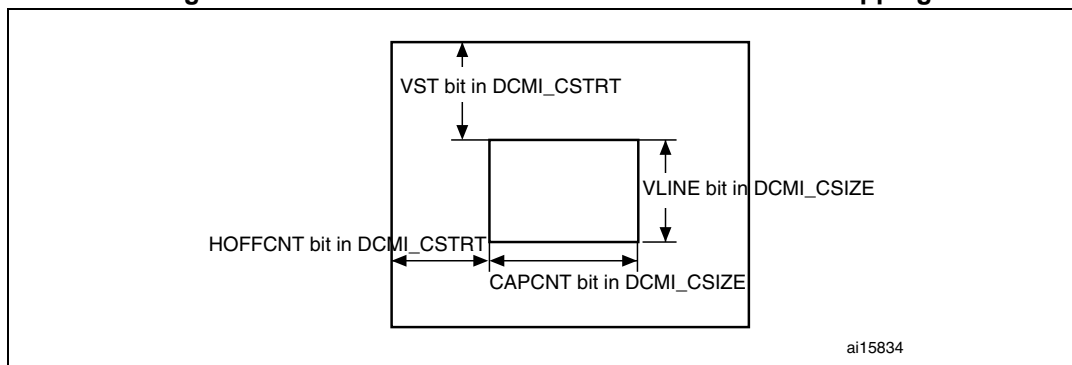 VST bit in DCMI_CSTRT
VLINE bit in DCMI_CSIZE
HOFFCNT bit in DCMI_CSTRT
CAPCNT bit in DCMI_CSIZE
ai15834